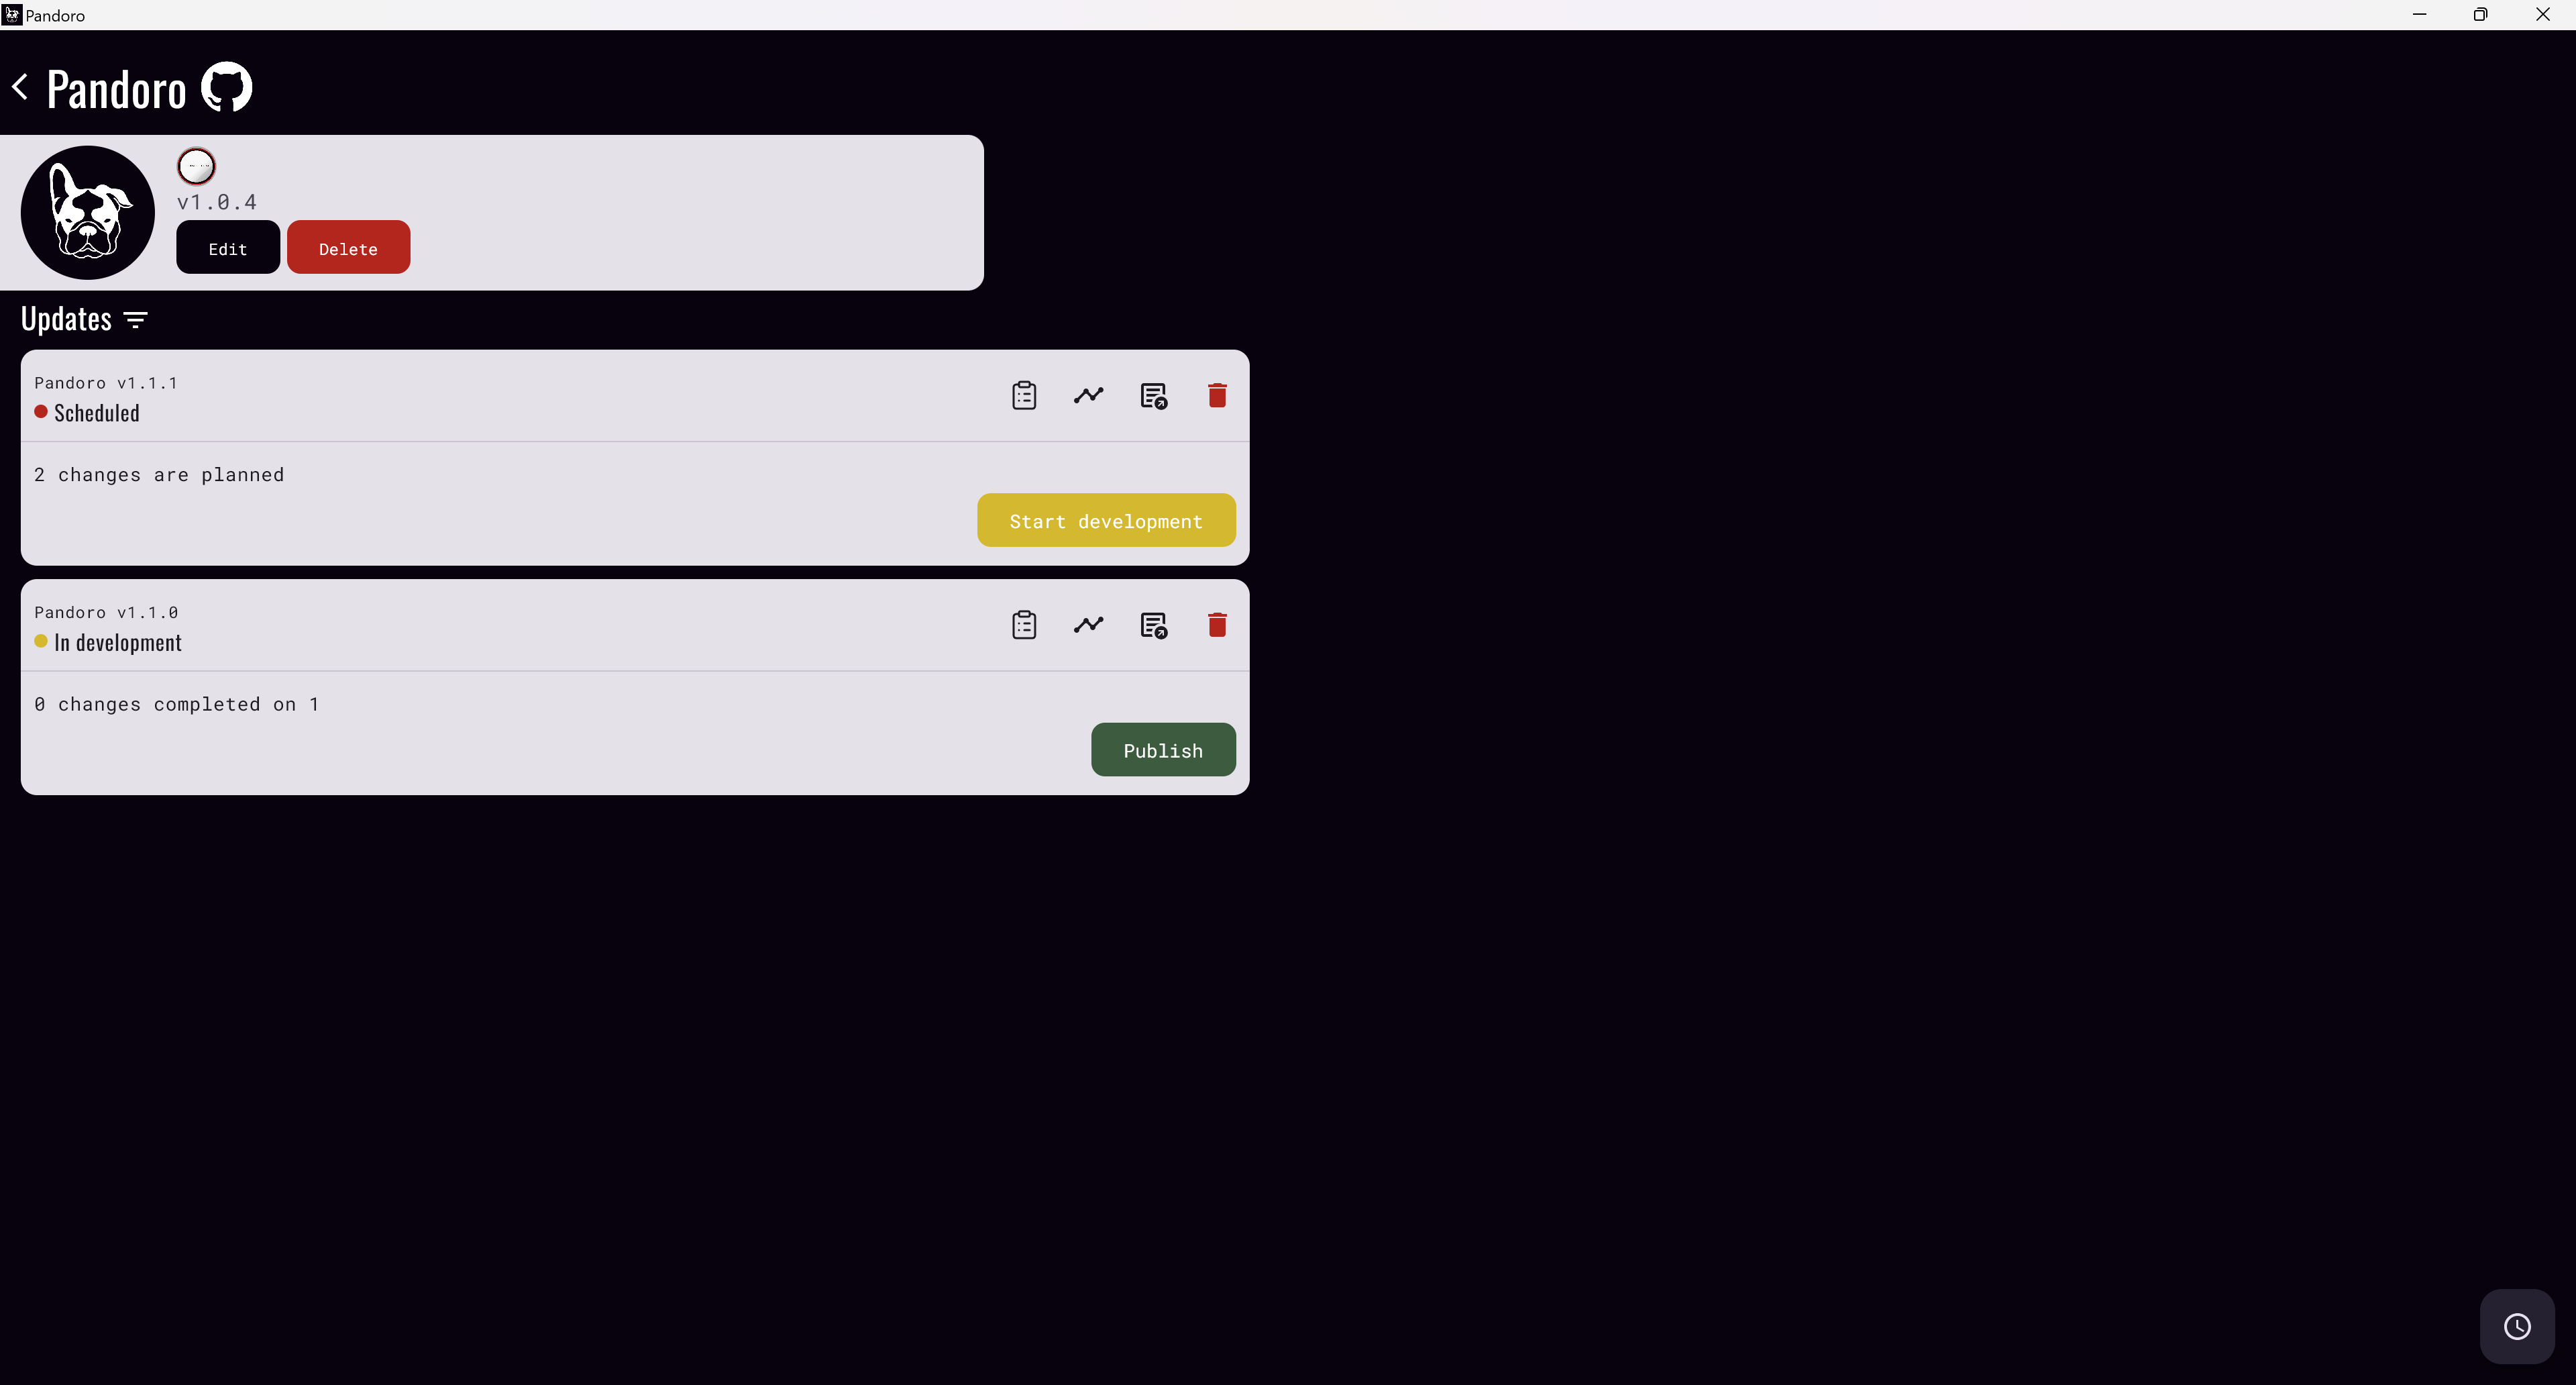 Pandoro
Pandoro
v1.0.4
Edit
Delete
Updates
Pandoro v1.1.1
Scheduled
2 changes are planned
Start development
Pandoro v1.1.0
In development
0 changes completed on 1
Publish